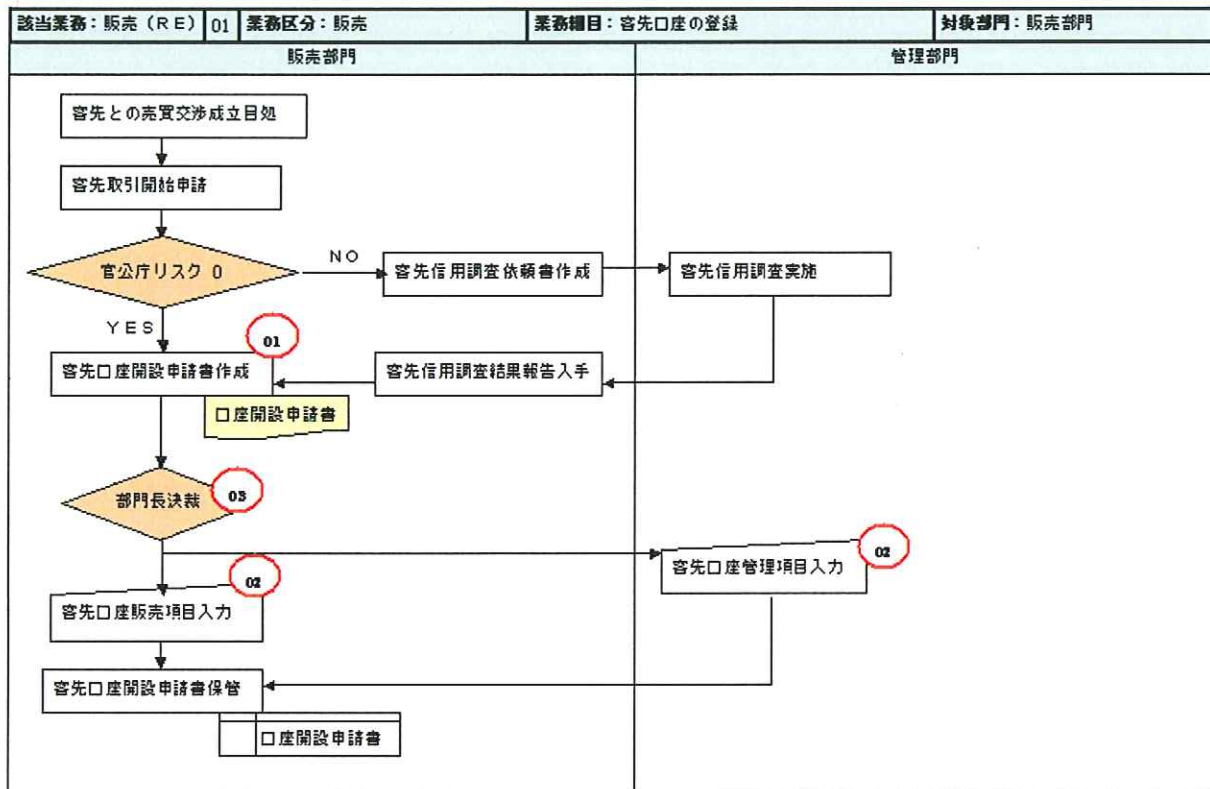 該当業務：販売（RE） 01 業務区分：販売 業務細目：客先口座の登録 対象部門：販売部門
販売部門 管理部門
客先との売買交渉成立目処
客先取引開始申請
官公庁リスク 0
NO
客先信用調査依頼書作成
客先信用調査実施
YES
01
客先口座開設申請書作成
客先信用調査結果報告入手
口座開設申請書
部門長決裁
03
客先口座管理項目入力
02
02
客先口座販売項目入力
客先口座開設申請書保管
口座開設申請書